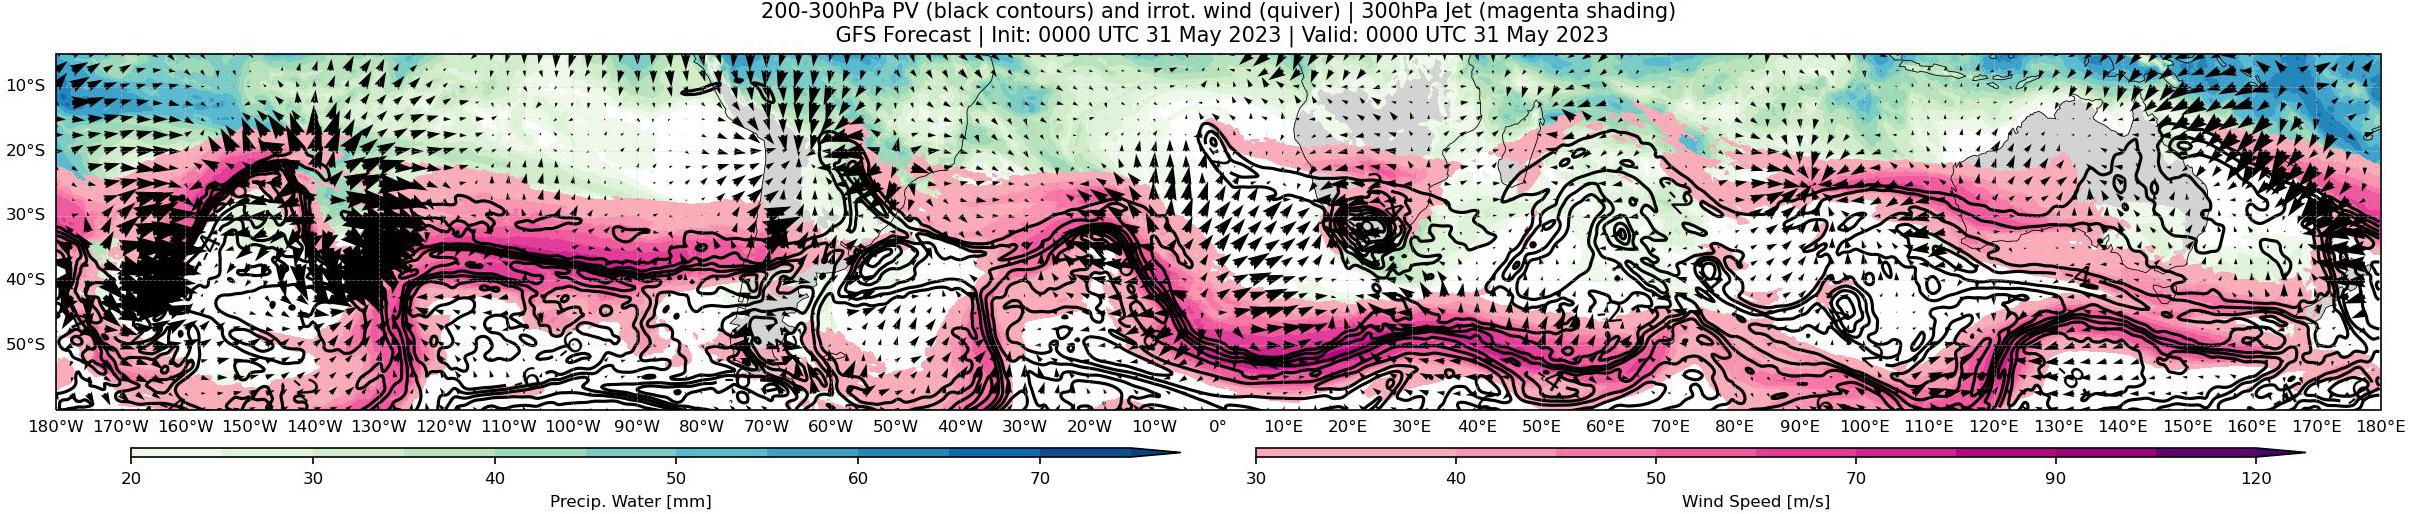 200-300hPa PV (black contours) and irrot. wind (quiver) | 300hPa Jet (magenta shading)
GFS Forecast | Init: 0000 UTC 31 May 2023 | Valid: 0000 UTC 31 May 2023
10°S
20°S
30°S
40°S
50°S
180°W 170°W 160°W 150°W 140°W 130°W 120°W 110°W 100°W 90°W 80°W 70°W 60°W 50°W 40°W 30°W 20°W 10°W 0° 10°E 20°E 30°E 40°E 50°E 60°E 70°E 80°E 90°E 100°E 110°E 120°E 130°E 140°E 150°E 160°E 170°E 180°E
20 30 40 50 60 70
Precip. Water [mm]
30 40 50 70 90 120
Wind Speed [m/s]